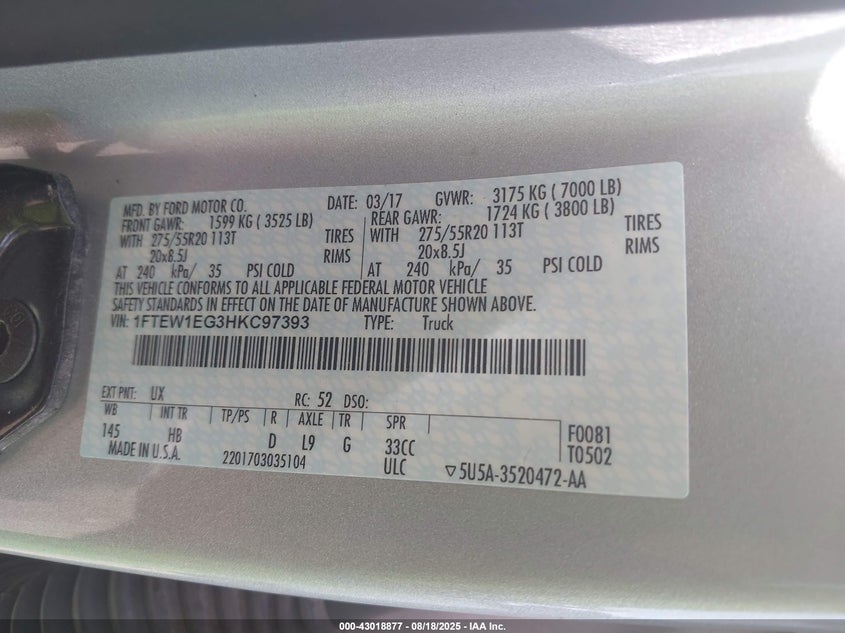 MFD. BY FORD MOTOR CO. DATE: 03/17 GVWR: 3175 KG ( 7000 LB)
FRONT GAWR: 1599 KG ( 3525 LB) REAR GAWR: 1724 KG ( 3800 LB)
WITH 275/55R20 113T TIRES WITH 275/55R20 113T TIRES
20x8.5J RIMS 20x8.5J RIMS
AT 240 kPa/ 35 PSI COLD AT 240 kPa/ 35 PSI COLD
THIS VEHICLE CONFORMS TO ALL APPLICABLE FEDERAL MOTOR VEHICLE
SAFETY STANDARDS IN EFFECT ON THE DATE OF MANUFACTURE SHOWN ABOVE.
VIN: 1FTEW1EG3HKC97393 TYPE: Truck
EXT PNT: UX RC: 52 DSO:
WB INT TR TP/PS R AXLE TR SPR
145 HB D L9 G 33CC F0081
MADE IN U.S.A. 2201703035104 ULC T0502
▽5U5A-3520472-AA
000-43018877 - 08/18/2025 - IAA Inc.